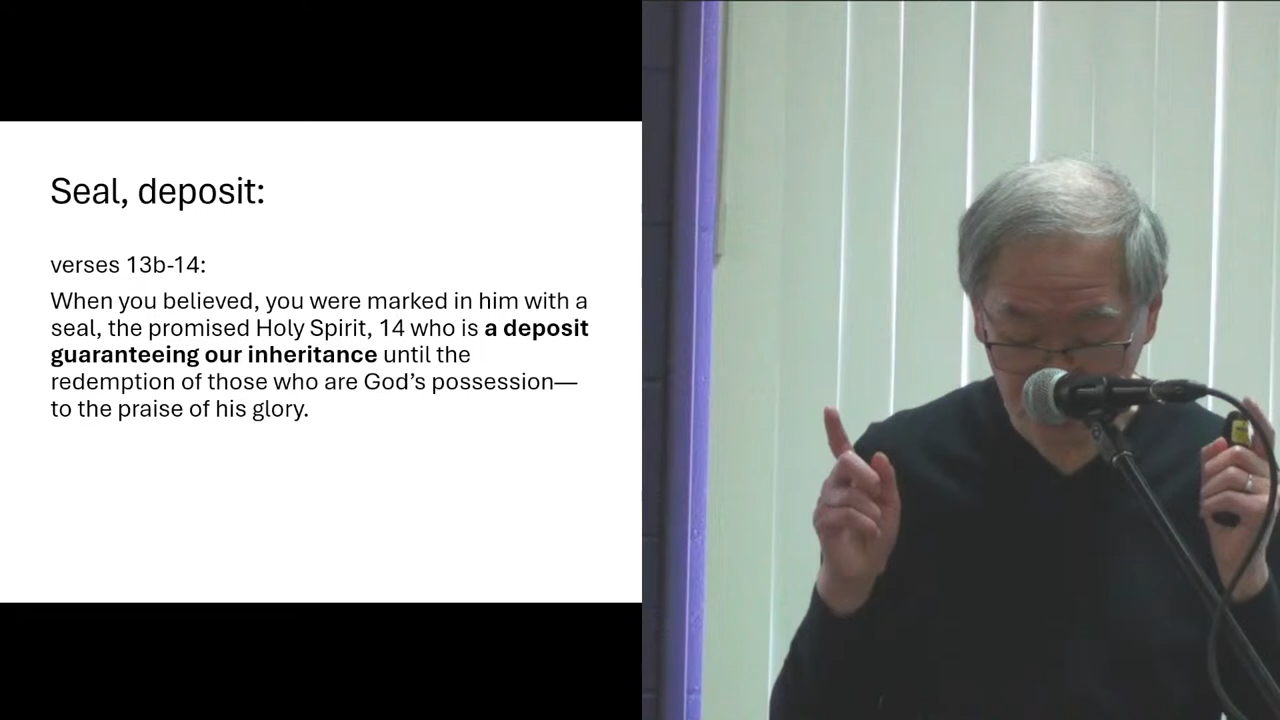 Seal, deposit:
verses 13b-14:
When you believed, you were marked in him with a
seal, the promised Holy Spirit, 14 who is a deposit
guaranteeing our inheritance until the
redemption of those who are God’s possession—
to the praise of his glory.